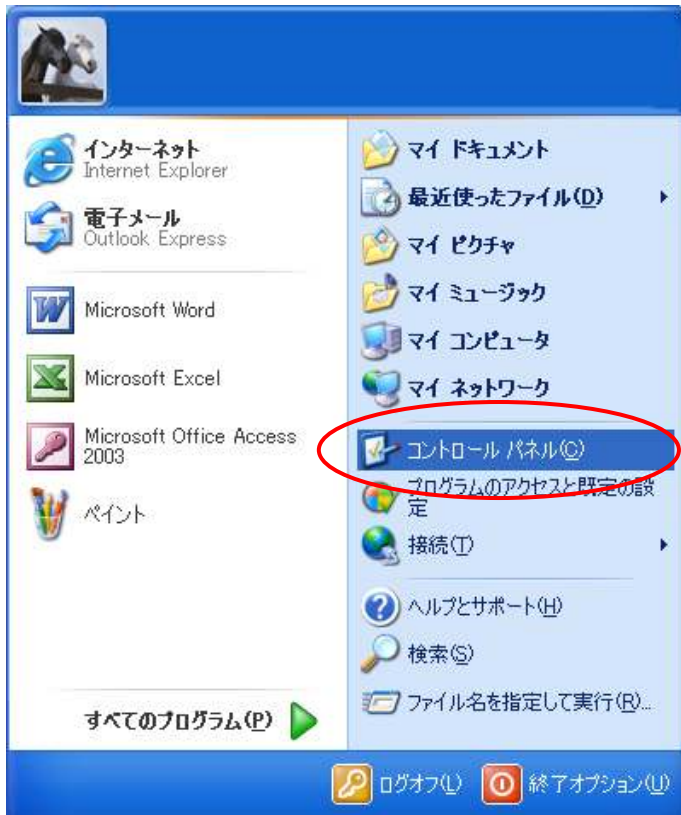 インターネット
Internet Explorer
電子メール
Outlook Express
Microsoft Word
Microsoft Excel
Microsoft Office Access
2003
ペイント
すべてのプログラム(P)
マイ ドキュメント
最近使ったファイル(D)
マイ ピクチャ
マイ ミュージック
マイ コンピュータ
マイ ネットワーク
コントロール パネル(C)
プログラムのアクセスと既定の設
定
接続(T)
ヘルプとサポート(H)
検索(S)
ファイル名を指定して実行(R)...
ログオフ(L)
終了オプション(U)